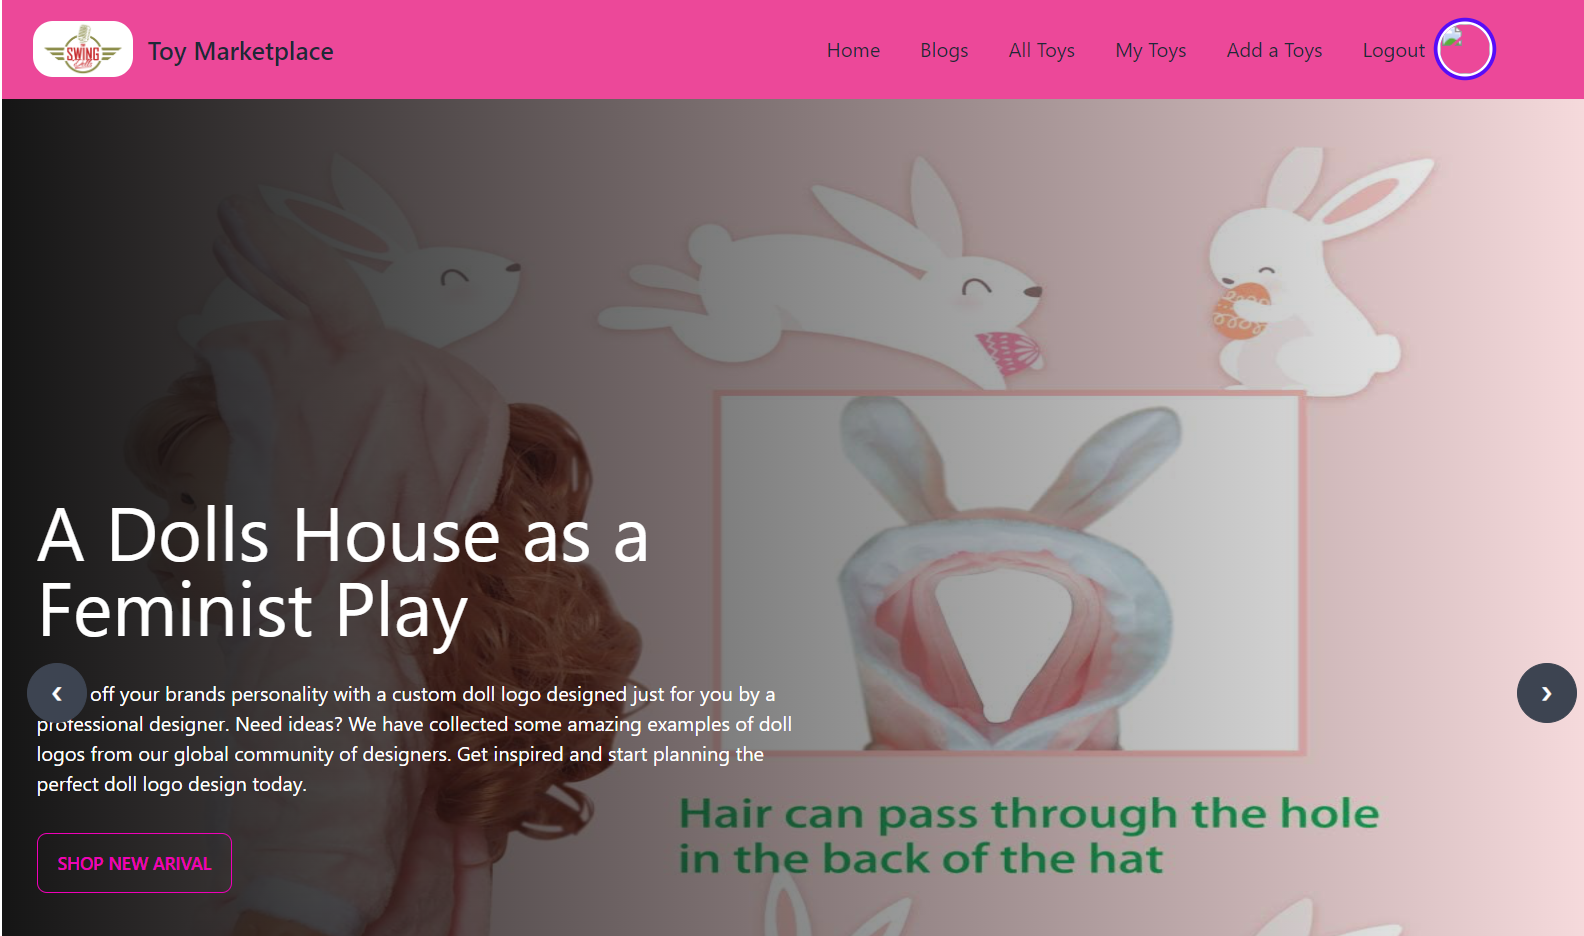 SWING
Toy Marketplace
Home
Blogs
All Toys
My Toys
Add a Toys
Logout
A Dolls House as a
Feminist Play
off your brands personality with a custom doll logo designed just for you by a
professional designer. Need ideas? We have collected some amazing examples of doll
logos from our global community of designers. Get inspired and start planning the
perfect doll logo design today.
SHOP NEW ARIVAL
Hair can pass through the hole
in the back of the hat